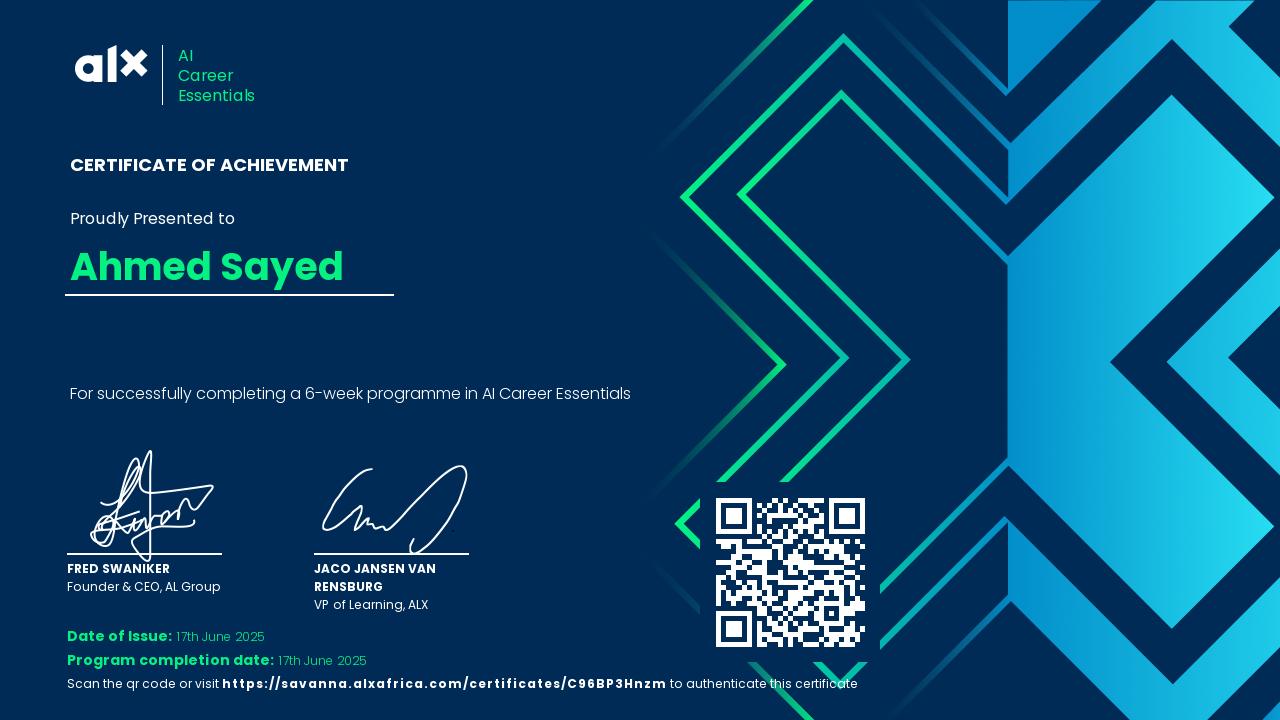 alx
AI
Career
Essentials
CERTIFICATE OF ACHIEVEMENT
Proudly Presented to
Ahmed Sayed
For successfully completing a 6-week programme in AI Career Essentials
FRED SWANIKER
Founder & CEO, AL Group
JACO JANSEN VAN
RENSBURG
VP of Learning, ALX
Date of Issue: 17th June 2025
Program completion date: 17th June 2025
Scan the qr code or visit https://savanna.alxafrica.com/certificates/C96BP3Hnzm to authenticate this certificate